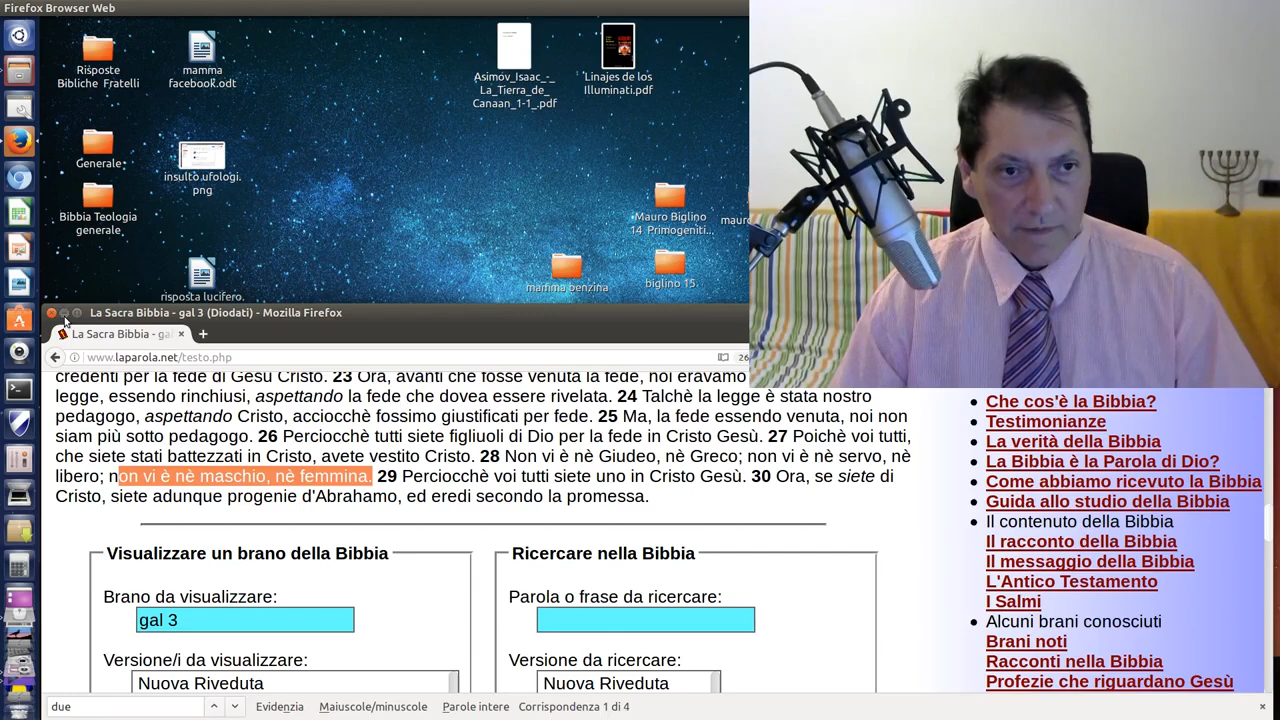 Firefox Browser Web
Risposte
Bibliche Fratelli
mamma
facebook.odt
Asimov_Isaac_-_
La_Tierra_de_
Canaan_1-1_.pdf
Linajes de los
Illuminati.pdf
Generale
insulto_ufologi.
png
Bibbia Teologia
generale
Mauro Biglino
14 Primogeniti...
mamma benzina
biglino 15.
risposta lucifero.
La Sacra Bibbia - gal 3 (Diodati) - Mozilla Firefox
La Sacra Bibbia - gal
www.laparola.net/testo.php
26
credenti per la fede di Gesù Cristo. 23 Ora, avanti che fosse venuta la fede, noi eravamo
legge, essendo rinchiusi, aspettando la fede che dovea essere rivelata. 24 Talchè la legge è stata nostro
pedagogo, aspettando Cristo, acciocchè fossimo giustificati per fede. 25 Ma, la fede essendo venuta, noi non
siam più sotto pedagogo. 26 Perciocchè tutti siete figliuoli di Dio per la fede in Cristo Gesù. 27 Poichè voi tutti,
che siete stati battezzati in Cristo, avete vestito Cristo. 28 Non vi è nè Giudeo, nè Greco; non vi è nè servo, nè
libero; non vi è nè maschio, nè femmina. 29 Perciocchè voi tutti siete uno in Cristo Gesù. 30 Ora, se siete di
Cristo, siete adunque progenie d'Abrahamo, ed eredi secondo la promessa.
Visualizzare un brano della Bibbia
Brano da visualizzare:
gal 3
Versione/i da visualizzare:
Nuova Riveduta
Ricercare nella Bibbia
Parola o frase da ricercare:
Versione da ricercare:
Nuova Riveduta
Che cos'è la Bibbia?
Testimonianze
La verità della Bibbia
La Bibbia è la Parola di Dio?
Come abbiamo ricevuto la Bibbia
Guida allo studio della Bibbia
Il contenuto della Bibbia
Il racconto della Bibbia
Il messaggio della Bibbia
L'Antico Testamento
I Salmi
Alcuni brani conosciuti
Brani noti
Racconti nella Bibbia
Profezie che riguardano Gesù
due
Evidenzia
Maiuscole/minuscole
Parole intere
Corrispondenza 1 di 4